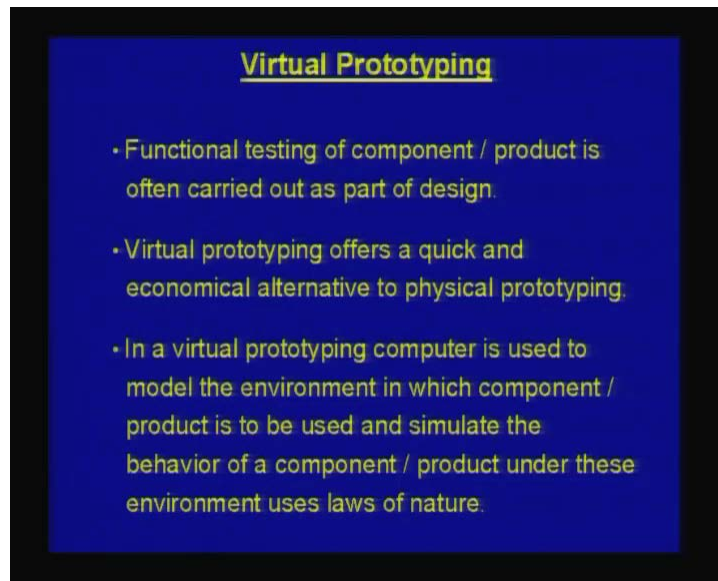 Virtual Prototyping
• Functional testing of component / product is
often carried out as part of design.
• Virtual prototyping offers a quick and
economical alternative to physical prototyping.
• In a virtual prototyping computer is used to
model the environment in which component /
product is to be used and simulate the
behavior of a component / product under these
environment uses laws of nature.